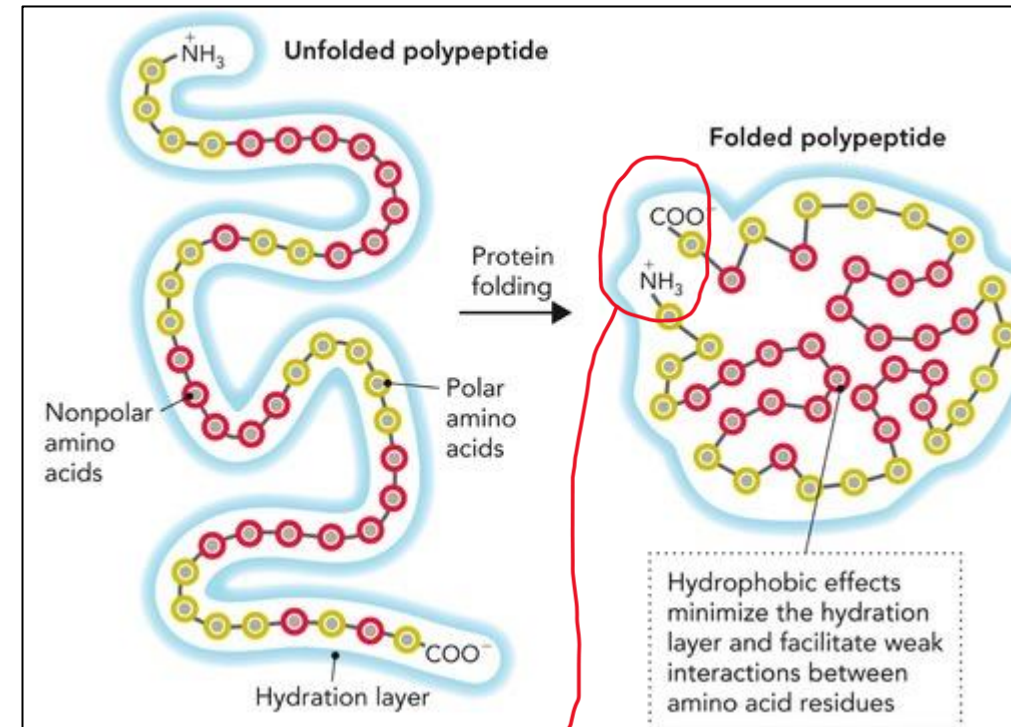 Unfolded polypeptide
NH₃⁺
Nonpolar
amino
acids
Polar
amino
acids
COO⁻
Hydration layer
Protein
folding
Folded polypeptide
COO⁻
NH₃⁺
Hydrophobic effects
minimize the hydration
layer and facilitate weak
interactions between
amino acid residues